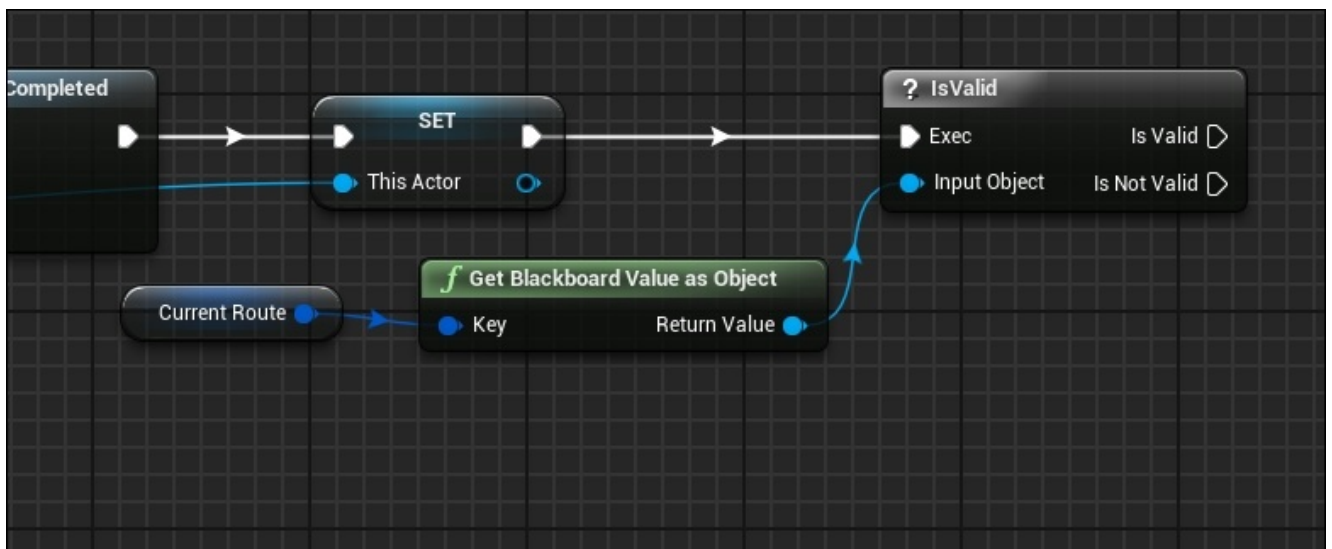 Completed
SET
This Actor
? IsValid
Exec
Is Valid
Input Object
Is Not Valid
f Get Blackboard Value as Object
Current Route
Key
Return Value